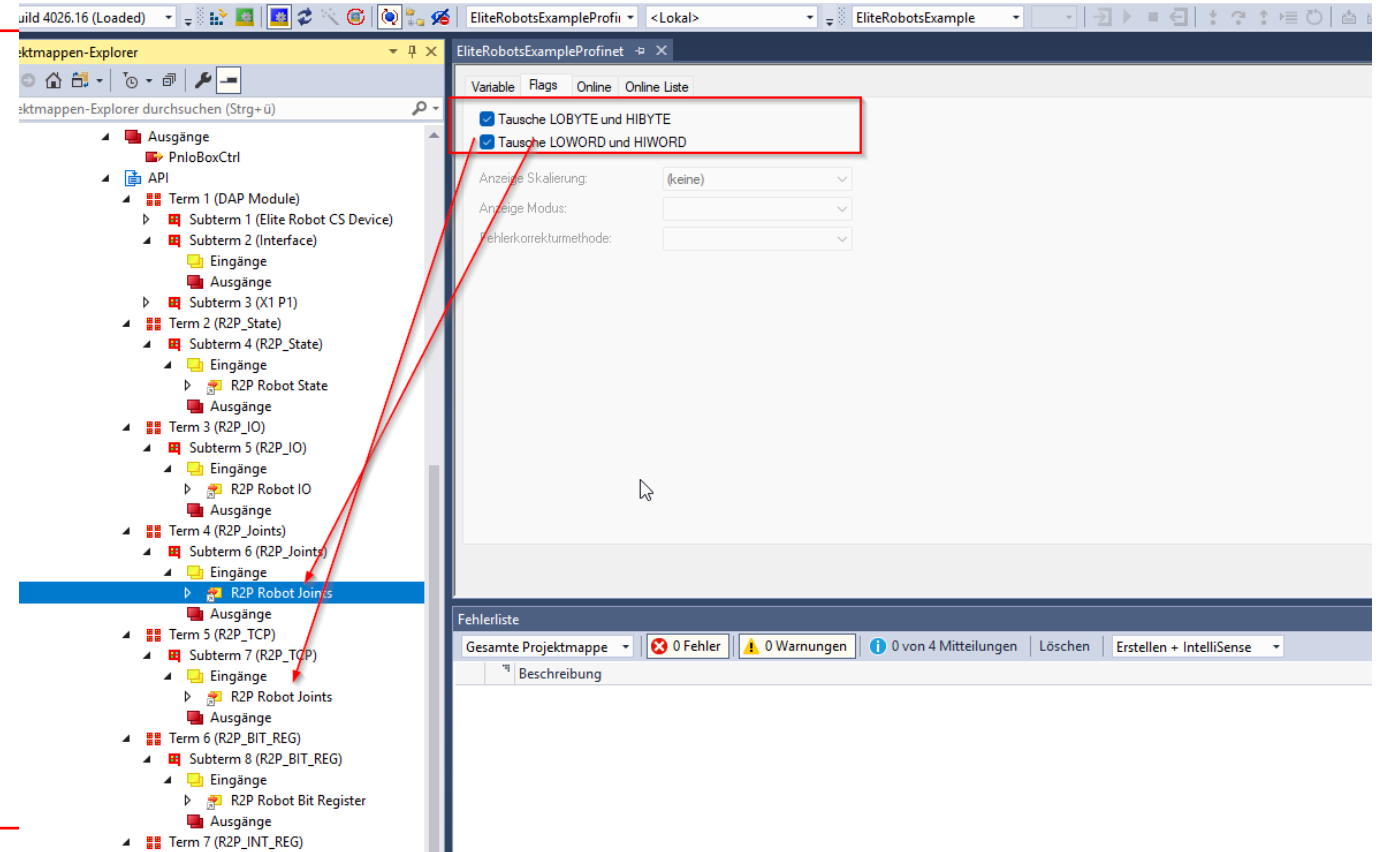 uild 4026.16 (Loaded)
EliteRobotsExampleProfii
<Lokal>
EliteRobotsExample
ektmappen-Explorer
ektmappen-Explorer durchsuchen (Strg+ü)
Ausgänge
PnIoBoxCtrl
API
Term 1 (DAP Module)
Subterm 1 (Elite Robot CS Device)
Subterm 2 (Interface)
Eingänge
Ausgänge
Subterm 3 (X1 P1)
Term 2 (R2P_State)
Subterm 4 (R2P_State)
Eingänge
R2P Robot State
Ausgänge
Term 3 (R2P_IO)
Subterm 5 (R2P_IO)
Eingänge
R2P Robot IO
Ausgänge
Term 4 (R2P_Joints)
Subterm 6 (R2P_Joints)
Eingänge
R2P Robot Joints
Ausgänge
Term 5 (R2P_TCP)
Subterm 7 (R2P_TCP)
Eingänge
R2P Robot Joints
Ausgänge
Term 6 (R2P_BIT_REG)
Subterm 8 (R2P_BIT_REG)
Eingänge
R2P Robot Bit Register
Ausgänge
Term 7 (R2P_INT_REG)
EliteRobotsExampleProfinet
Variable Flags Online Online Liste
Tausche LOBYTE und HIBYTE
Tausche LOWORD und HIWORD
Anzeige Skalierung: (keine)
Anzeige Modus:
Fehlerkorrekturmethode:
Fehlerliste
Gesamte Projektmappe 0 Fehler 0 Warnungen 0 von 4 Mitteilungen Löschen Erstellen + IntelliSense
Beschreibung